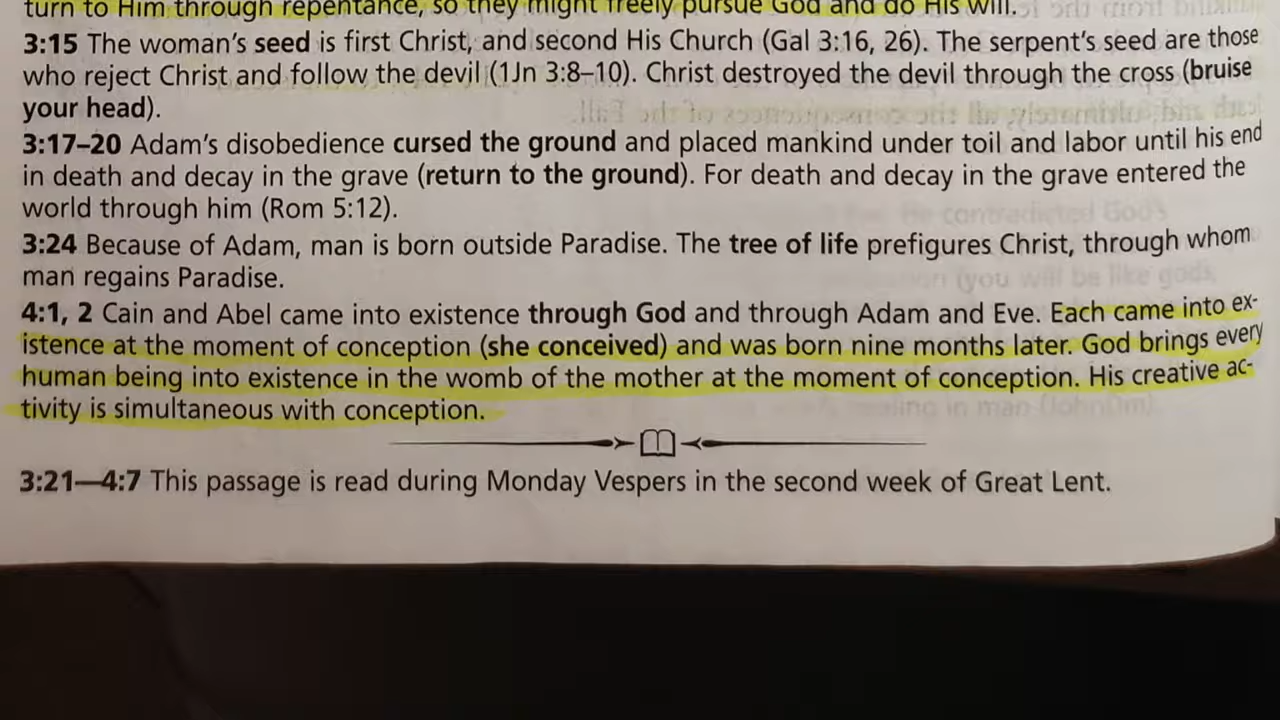 turn to Him through repentance, so they might freely pursue God and do His will.
3:15 The woman's seed is first Christ, and second His Church (Gal 3:16, 26). The serpent's seed are those
who reject Christ and follow the devil (1Jn 3:8–10). Christ destroyed the devil through the cross (bruise
your head).
3:17–20 Adam's disobedience cursed the ground and placed mankind under toil and labor until his end
in death and decay in the grave (return to the ground). For death and decay in the grave entered the
world through him (Rom 5:12).
3:24 Because of Adam, man is born outside Paradise. The tree of life prefigures Christ, through whom
man regains Paradise.
4:1, 2 Cain and Abel came into existence through God and through Adam and Eve. Each came into ex-
istence at the moment of conception (she conceived) and was born nine months later. God brings every
human being into existence in the womb of the mother at the moment of conception. His creative ac-
tivity is simultaneous with conception.
3:21—4:7 This passage is read during Monday Vespers in the second week of Great Lent.